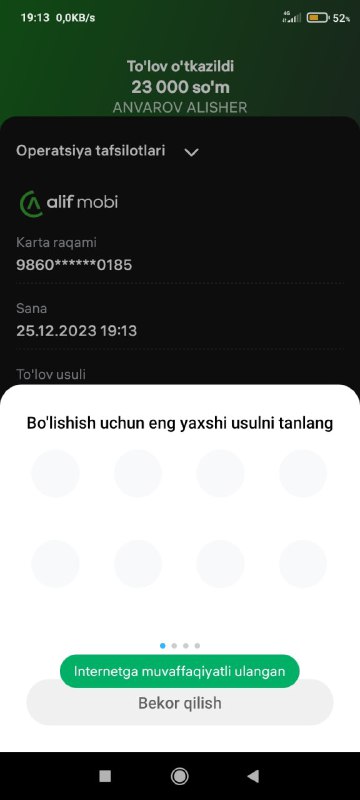 19:13 0,0KB/s
4G
52%
To'lov o'tkazildi
23 000 so'm
ANVAROV ALISHER
Operatsiya tafsilotlari
alif mobi
Karta raqami
9860******0185
Sana
25.12.2023 19:13
To'lov usuli
Bo'lishish uchun eng yaxshi usulni tanlang
Internetga muvaffaqiyatli ulangan
Bekor qilish